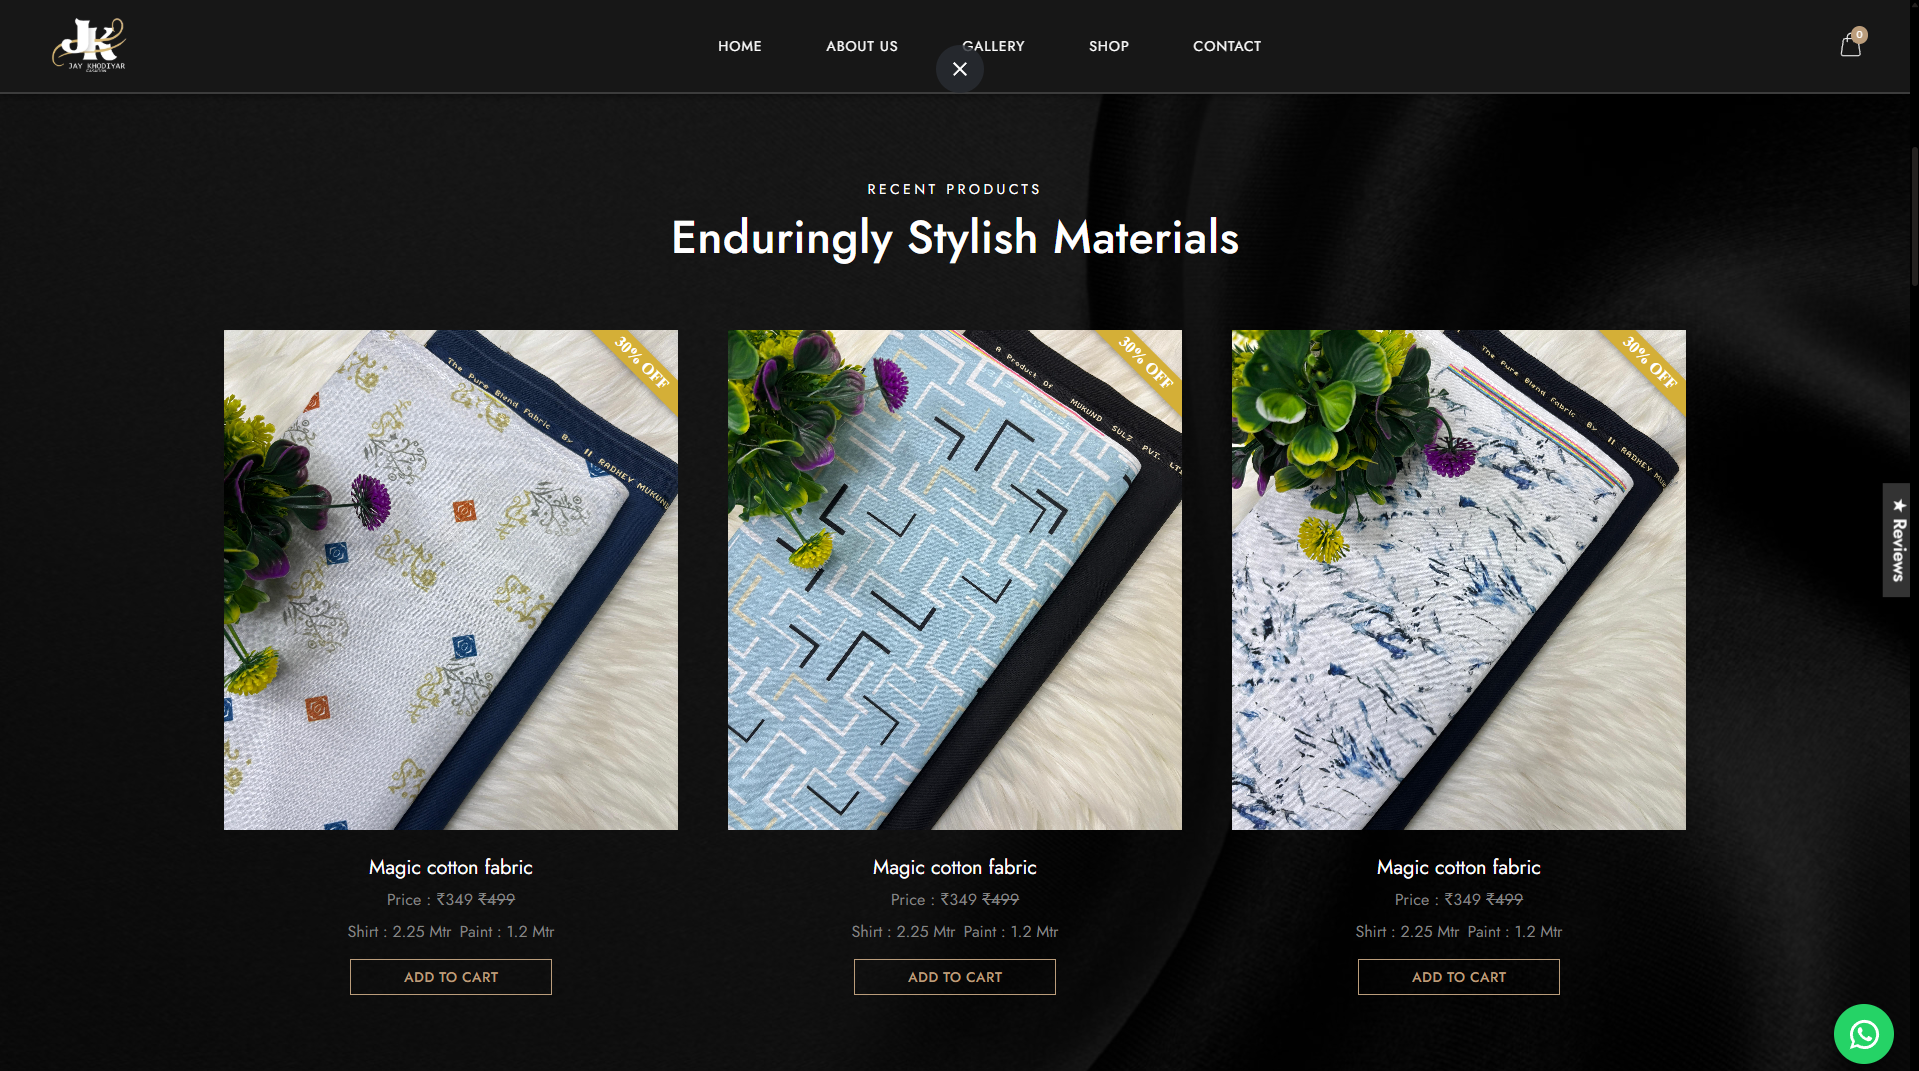 JK
JAY KHODIYAR
CREATION
HOME
ABOUT US
GALLERY
SHOP
CONTACT
0
RECENT PRODUCTS
Enduringly Stylish Materials
30% OFF
The Pure Blend Fabric By !! RADHEY MUKUND
30% OFF
A Product Of MUKUND SULZ PVT. LT
30% OFF
The Pure Blend Fabric By !! RADHEY MUK
★ Reviews
Magic cotton fabric
Price : ₹349 ₹499
Shirt : 2.25 Mtr Paint : 1.2 Mtr
ADD TO CART
Magic cotton fabric
Price : ₹349 ₹499
Shirt : 2.25 Mtr Paint : 1.2 Mtr
ADD TO CART
Magic cotton fabric
Price : ₹349 ₹499
Shirt : 2.25 Mtr Paint : 1.2 Mtr
ADD TO CART